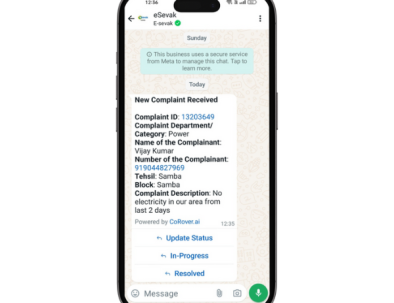 12:36
eSevak
E-sevak
Sunday
This business uses a secure service
from Meta to manage this chat. Tap to
learn more.
Today
New Complaint Received
Complaint ID: 13203649
Complaint Department/
Category: Power
Name of the Complainant:
Vijay Kumar
Number of the Complainant:
919044827969
Tehsil: Samba
Block: Samba
Complaint Description: No
electricity in our area from
last 2 days
Powered by CoRover.ai
12:35
Update Status
In-Progress
Resolved
Message